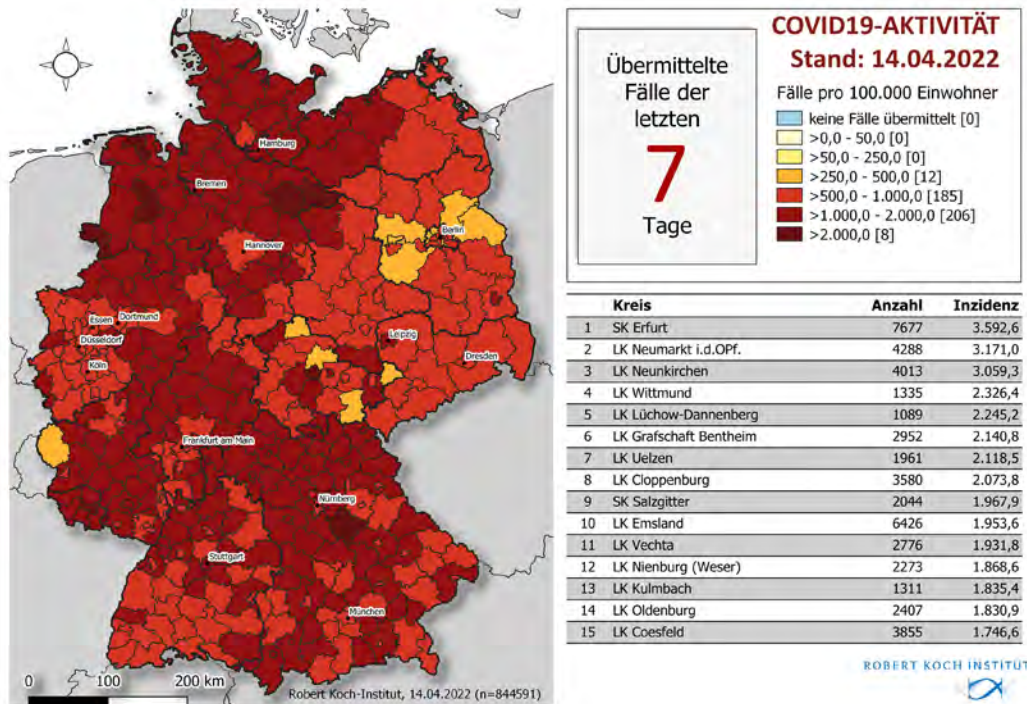 Hamburg
Bremen
Berlin
Hannover
Essen
Dortmund
Düsseldorf
Leipzig
Köln
Dresden
Frankfurt am Main
Nürnberg
Stuttgart
München
0 100 200 km
Robert Koch-Institut, 14.04.2022 (n=844591)
Übermittelte
Fälle der
letzten
7
Tage
COVID19-AKTIVITÄT
Stand: 14.04.2022
Fälle pro 100.000 Einwohner
keine Fälle übermittelt [0]
>0,0 - 50,0 [0]
>50,0 - 250,0 [0]
>250,0 - 500,0 [12]
>500,0 - 1.000,0 [185]
>1.000,0 - 2.000,0 [206]
>2.000,0 [8]
Kreis Anzahl Inzidenz
1 SK Erfurt 7677 3.592,6
2 LK Neumarkt i.d.OPf. 4288 3.171,0
3 LK Neunkirchen 4013 3.059,3
4 LK Wittmund 1335 2.326,4
5 LK Lüchow-Dannenberg 1089 2.245,2
6 LK Grafschaft Bentheim 2952 2.140,8
7 LK Uelzen 1961 2.118,5
8 LK Cloppenburg 3580 2.073,8
9 SK Salzgitter 2044 1.967,9
10 LK Emsland 6426 1.953,6
11 LK Vechta 2776 1.931,8
12 LK Nienburg (Weser) 2273 1.868,6
13 LK Kulmbach 1311 1.835,4
14 LK Oldenburg 2407 1.830,9
15 LK Coesfeld 3855 1.746,6
ROBERT KOCH INSTITUT